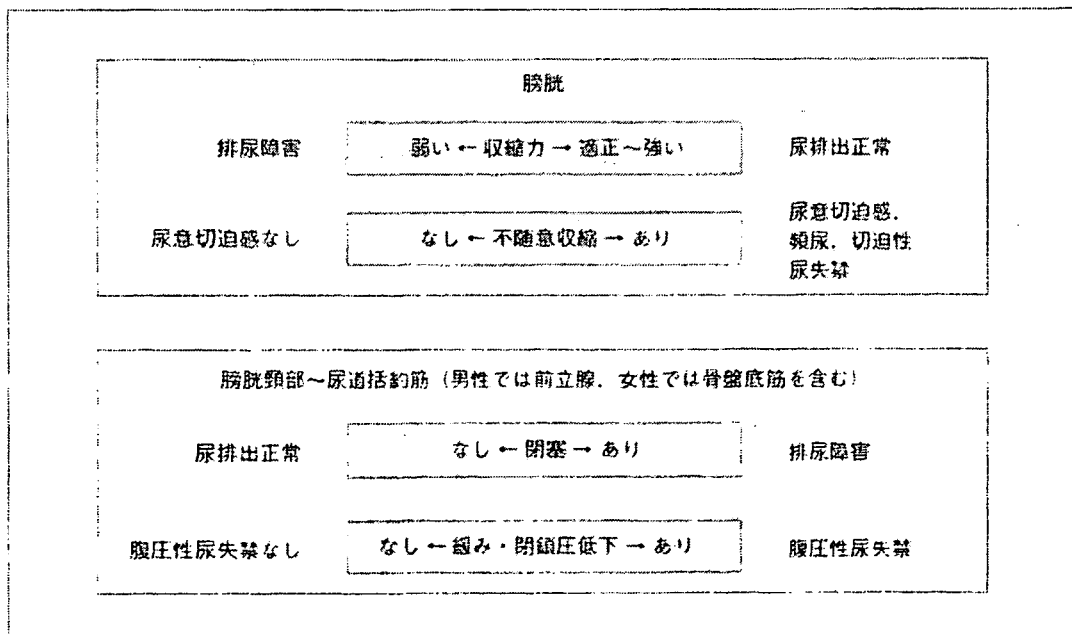 膀胱
排尿障害 弱い ← 収縮力 → 適正～強い 尿排出正常
尿意切迫感なし なし ← 不随意収縮 → あり 尿意切迫感，
頻尿，切迫性
尿失禁
膀胱頸部～尿道括約筋（男性では前立腺，女性では骨盤底筋を含む）
尿排出正常 なし ← 閉塞 → あり 排尿障害
腹圧性尿失禁なし なし ← 緩み・閉鎖圧低下 → あり 腹圧性尿失禁